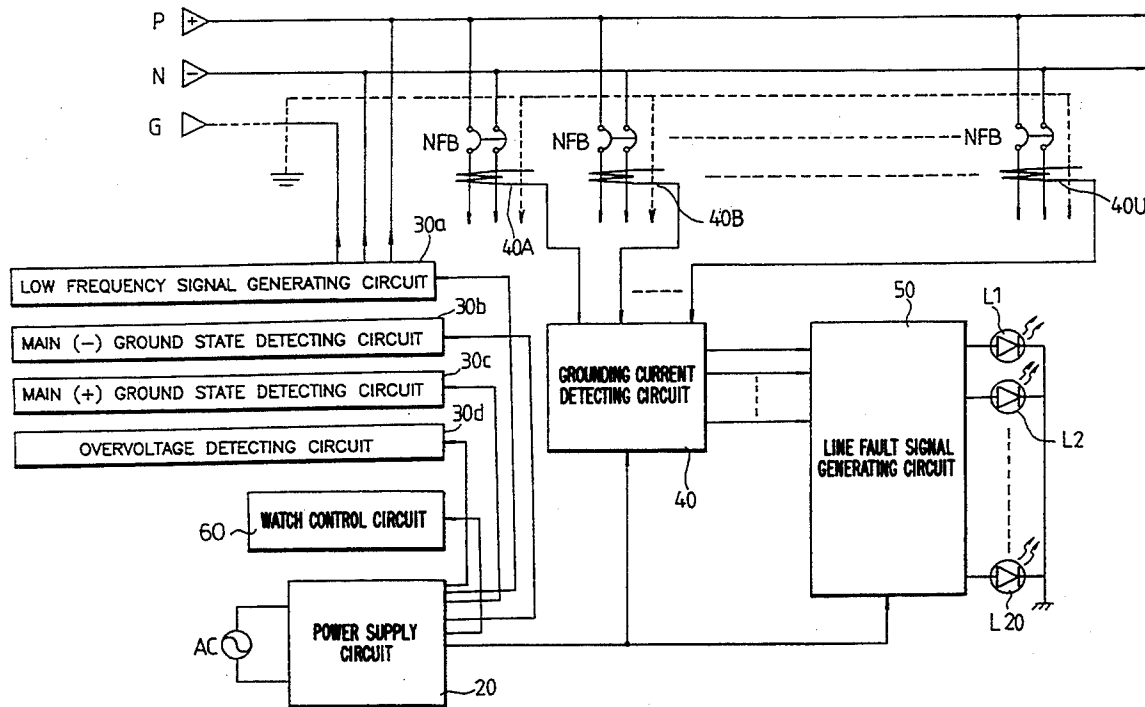 P +
N −
G
NFB
NFB
NFB
40A
40B
40U
30a
LOW FREQUENCY SIGNAL GENERATING CIRCUIT
30b
MAIN (−) GROUND STATE DETECTING CIRCUIT
30c
MAIN (+) GROUND STATE DETECTING CIRCUIT
30d
OVERVOLTAGE DETECTING CIRCUIT
60
WATCH CONTROL CIRCUIT
AC
POWER SUPPLY
CIRCUIT
20
GROUNDING CURRENT
DETECTING CIRCUIT
40
50
LINE FAULT SIGNAL
GENERATING CIRCUIT
L1
L2
L20